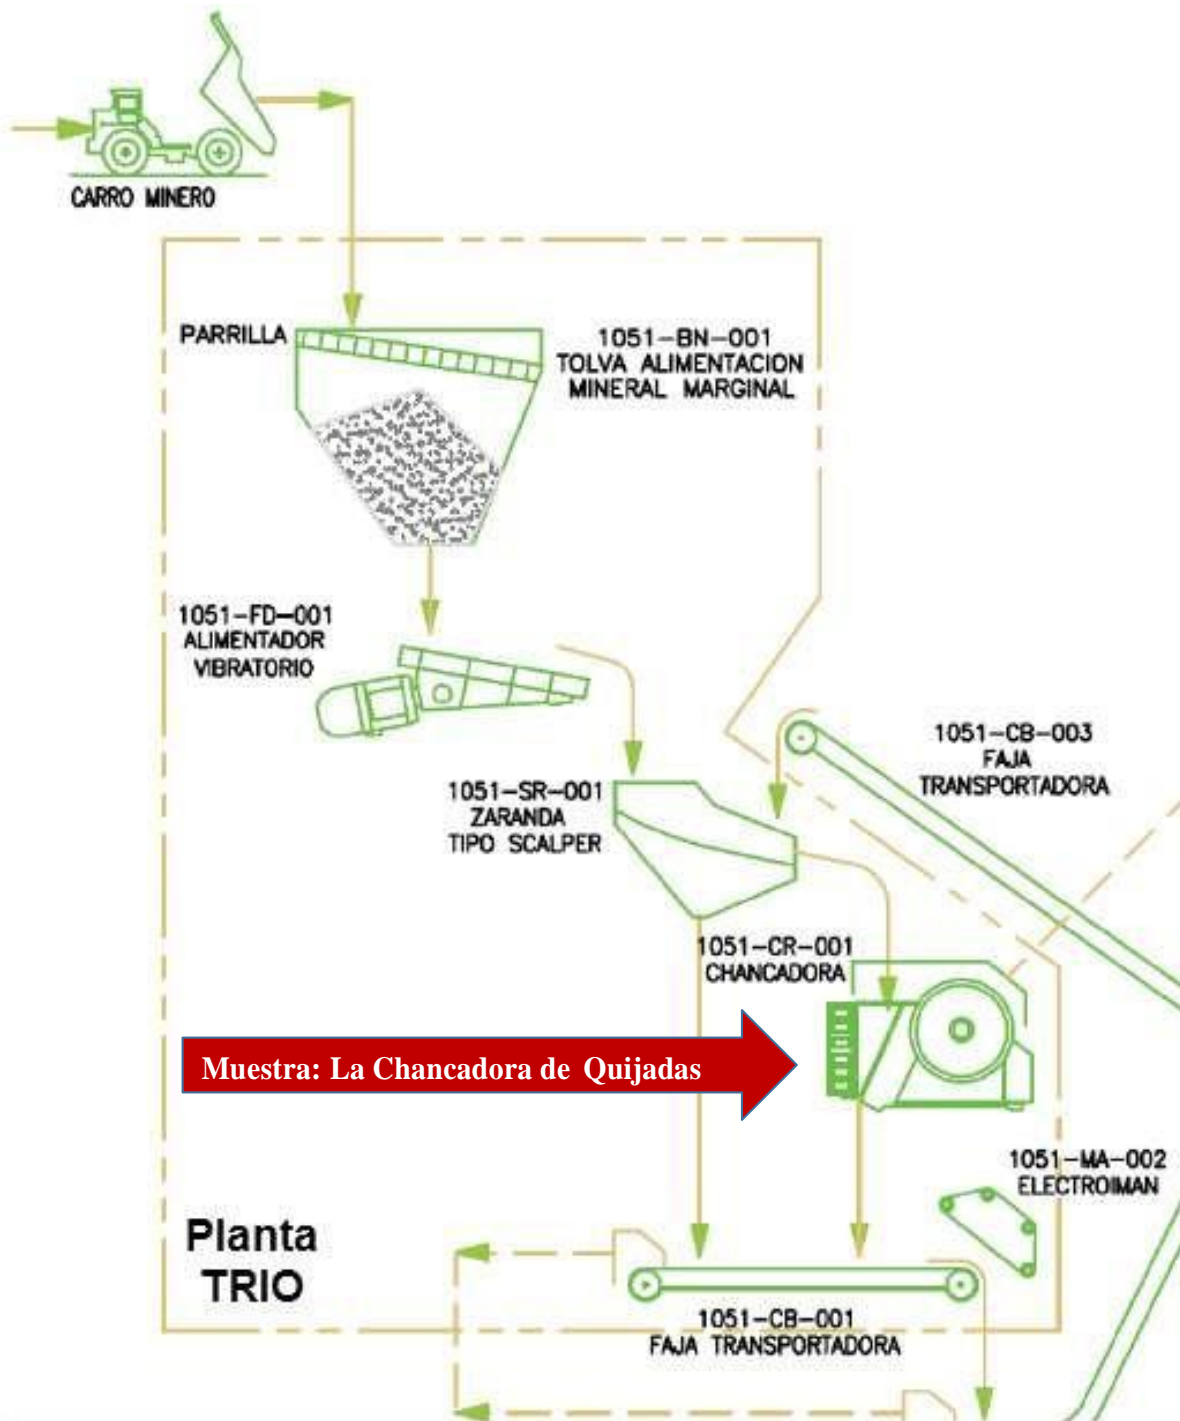 CARRO MINERO
PARRILLA
1051-BN-001
TOLVA ALIMENTACION
MINERAL MARGINAL
1051-FD-001
ALIMENTADOR
VIBRATORIO
1051-CB-003
FAJA
TRANSPORTADORA
1051-SR-001
ZARANDA
TIPO SCALPER
1051-CR-001
CHANCADORA
Muestra: La Chancadora de Quijadas
1051-MA-002
ELECTROIMAN
Planta
TRIO
1051-CB-001
FAJA TRANSPORTADORA